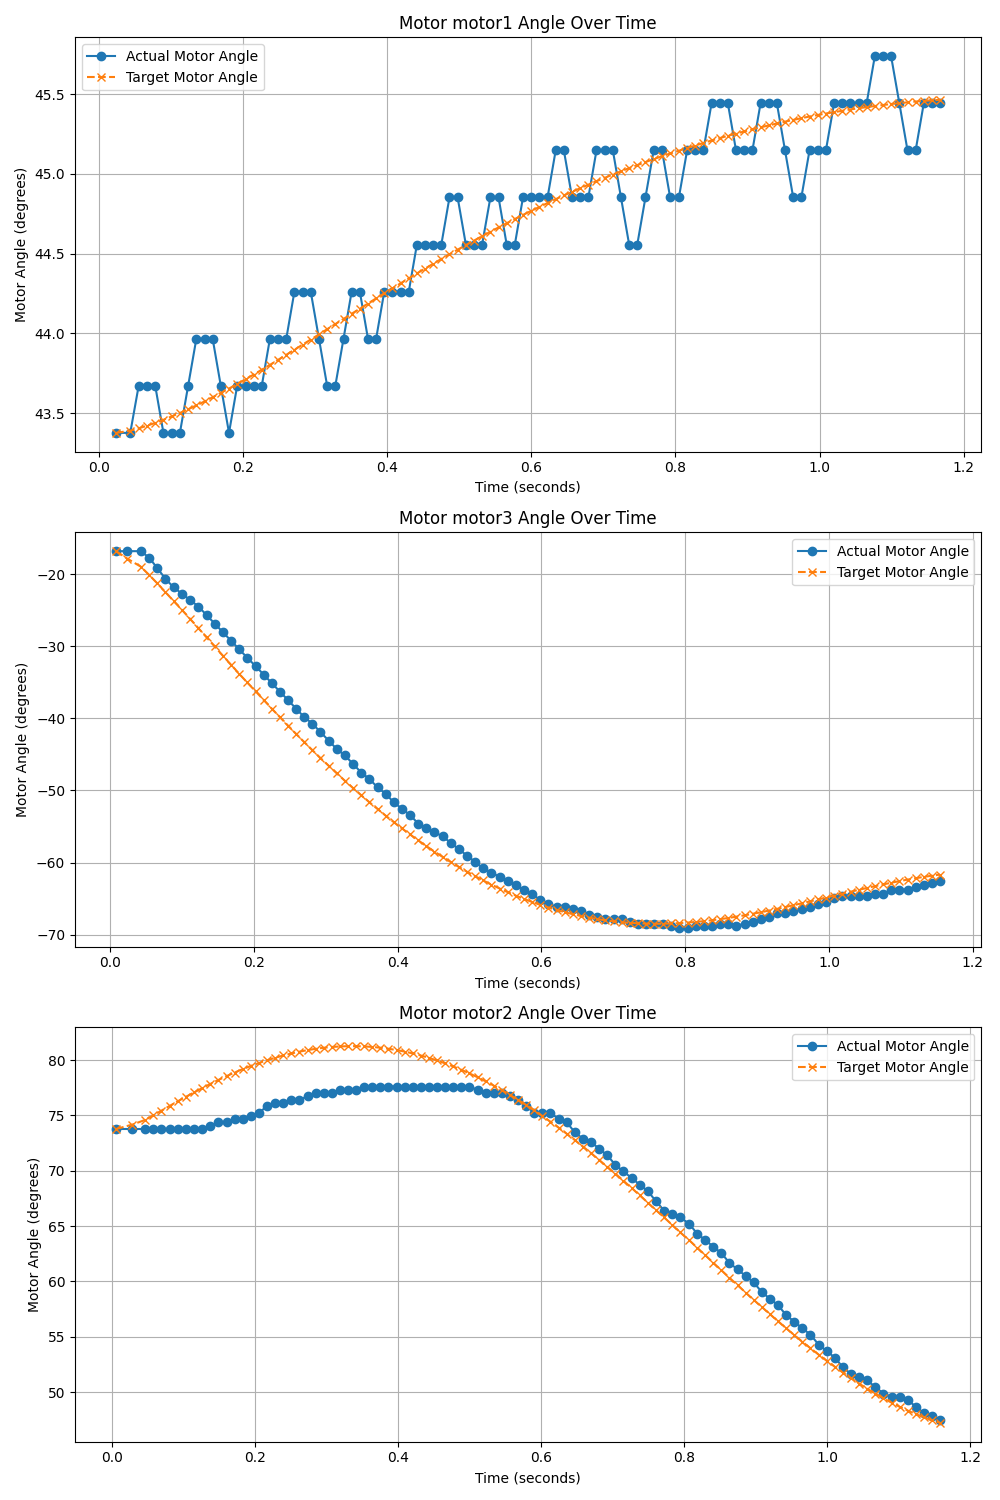 Motor motor1 Angle Over Time
Actual Motor Angle
Target Motor Angle
Motor Angle (degrees)
45.5
45.0
44.5
44.0
43.5
0.0 0.2 0.4 0.6 0.8 1.0 1.2
Time (seconds)
Motor motor3 Angle Over Time
Actual Motor Angle
Target Motor Angle
Motor Angle (degrees)
−20
−30
−40
−50
−60
−70
0.0 0.2 0.4 0.6 0.8 1.0 1.2
Time (seconds)
Motor motor2 Angle Over Time
Actual Motor Angle
Target Motor Angle
Motor Angle (degrees)
80
75
70
65
60
55
50
0.0 0.2 0.4 0.6 0.8 1.0 1.2
Time (seconds)